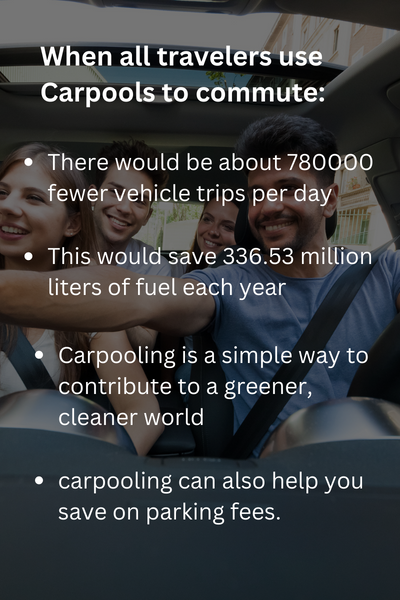 When all travelers use
Carpools to commute:
• There would be about 780000
fewer vehicle trips per day
• This would save 336.53 million
liters of fuel each year
• Carpooling is a simple way to
contribute to a greener,
cleaner world
• carpooling can also help you
save on parking fees.